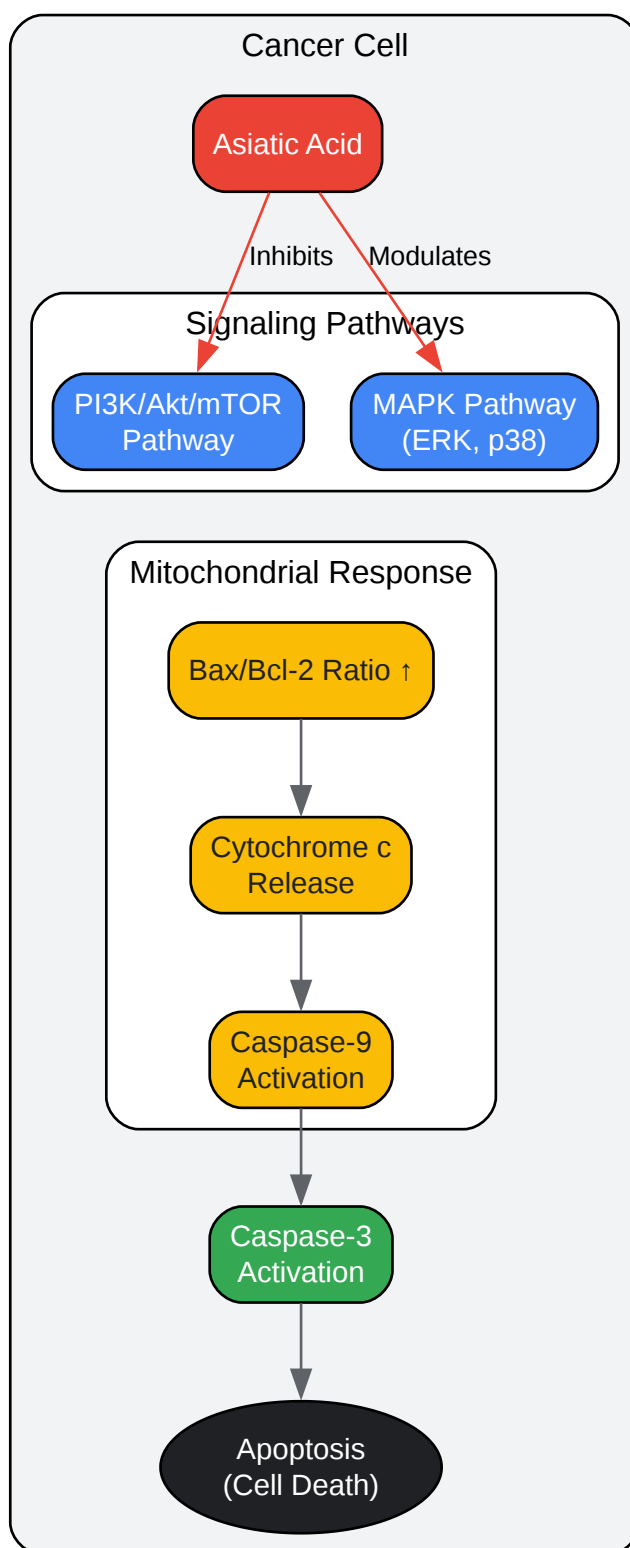 Cancer Cell
Asiatic Acid
Inhibits
Modulates
Signaling Pathways
PI3K/Akt/mTOR
Pathway
MAPK Pathway
(ERK, p38)
Mitochondrial Response
Bax/Bcl-2 Ratio ↑
Cytochrome c
Release
Caspase-9
Activation
Caspase-3
Activation
Apoptosis
(Cell Death)